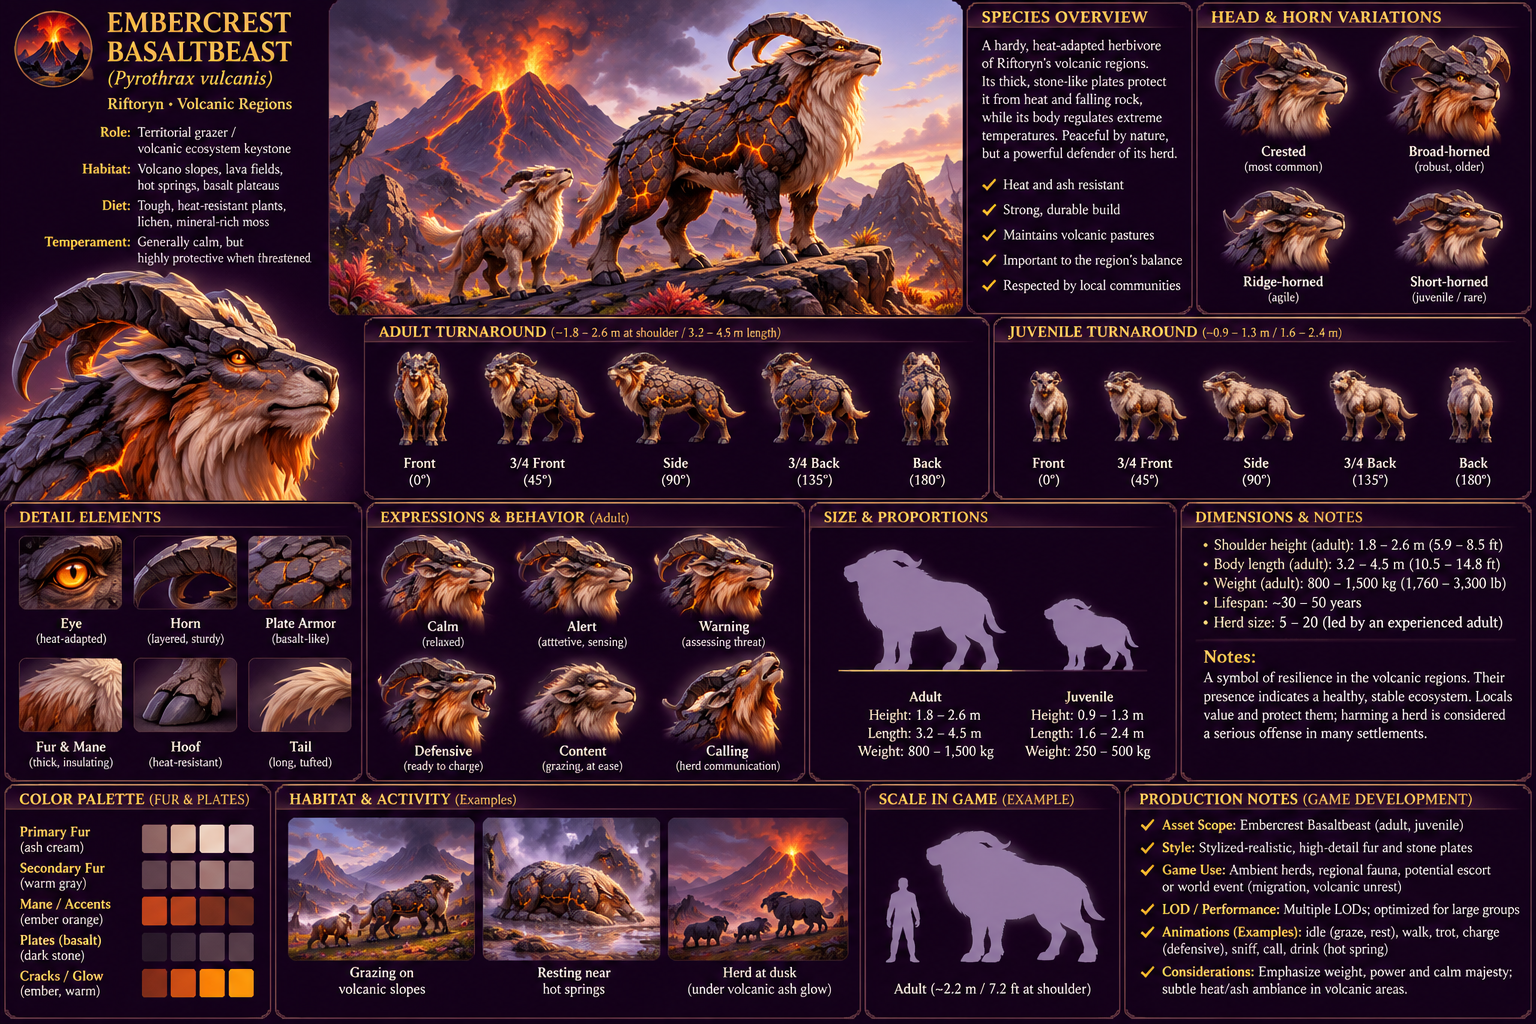 EMBERCREST
BASALTBEAST
(Pyrothrax vulcanis)
Riftoryn • Volcanic Regions
Role: Territorial grazer /
volcanic ecosystem keystone
Habitat: Volcano slopes, lava fields,
hot springs, basalt plateaus
Diet: Tough, heat-resistant plants,
lichen, mineral-rich moss
Temperament: Generally calm, but
highly protective when threstened
SPECIES OVERVIEW
A hardy, heat-adapted herbivore
of Riftoryn's volcanic regions.
Its thick, stone-like plates protect
it from heat and falling rock,
while its body regulates extreme
temperatures. Peaceful by nature,
but a powerful defender of its herd.
✓ Heat and ash resistant
✓ Strong, durable build
✓ Maintains volcanic pastures
✓ Important to the region's balance
✓ Respected by local communities
HEAD & HORN VARIATIONS
Crested
(most common)
Broad-horned
(robust, older)
Ridge-horned
(agile)
Short-horned
(juvenile / rare)
ADULT TURNAROUND (~1.8 – 2.6 m at shoulder / 3.2 – 4.5 m length)
Front
(0°)
3/4 Front
(45°)
Side
(90°)
3/4 Back
(135°)
Back
(180°)
JUVENILE TURNAROUND (~0.9 – 1.3 m / 1.6 – 2.4 m)
Front
(0°)
3/4 Front
(45°)
Side
(90°)
3/4 Back
(135°)
Back
(180°)
DETAIL ELEMENTS
Eye
(heat-adapted)
Horn
(layered, sturdy)
Plate Armor
(basalt-like)
Fur & Mane
(thick, insulating)
Hoof
(heat-resistant)
Tail
(long, tufted)
EXPRESSIONS & BEHAVIOR (Adult)
Calm
(relaxed)
Alert
(atttetive, sensing)
Warning
(assessing threat)
Defensive
(ready to charge)
Content
(grazing, at ease)
Calling
(herd communication)
SIZE & PROPORTIONS
Adult
Height: 1.8 – 2.6 m
Length: 3.2 – 4.5 m
Weight: 800 – 1,500 kg
Juvenile
Height: 0.9 – 1.3 m
Length: 1.6 – 2.4 m
Weight: 250 – 500 kg
DIMENSIONS & NOTES
• Shoulder height (adult): 1.8 – 2.6 m (5.9 – 8.5 ft)
• Body length (adult): 3.2 – 4.5 m (10.5 – 14.8 ft)
• Weight (adult): 800 – 1,500 kg (1,760 – 3,300 lb)
• Lifespan: ~30 – 50 years
• Herd size: 5 – 20 (led by an experienced adult)
Notes:
A symbol of resilience in the volcanic regions. Their
presence indicates a healthy, stable ecosystem. Locals
value and protect them; harming a herd is considered
a serious offense in many settlements.
COLOR PALETTE (FUR & PLATES)
Primary Fur
(ash cream)
Secondary Fur
(warm gray)
Mane / Accents
(ember orange)
Plates (basalt)
(dark stone)
Cracks / Glow
(ember, warm)
HABITAT & ACTIVITY (Examples)
Grazing on
volcanic slopes
Resting near
hot springs
Herd at dusk
(under volcanic ash glow)
SCALE IN GAME (EXAMPLE)
Adult (~2.2 m / 7.2 ft at shoulder)
PRODUCTION NOTES (GAME DEVELOPMENT)
✓ Asset Scope: Embercrest Basaltbeast (adult, juvenile)
✓ Style: Stylized-realistic, high-detail fur and stone plates
✓ Game Use: Ambient herds, regional fauna, potential escort
or world event (migration, volcanic unrest)
✓ LOD / Performance: Multiple LODs; optimized for large groups
✓ Animations (Examples): idle (graze, rest), walk, trot, charge
(defensive), sniff, call, drink (hot spring)
✓ Considerations: Emphasize weight, power and calm majesty;
subtle heat/ash ambiance in volcanic areas.